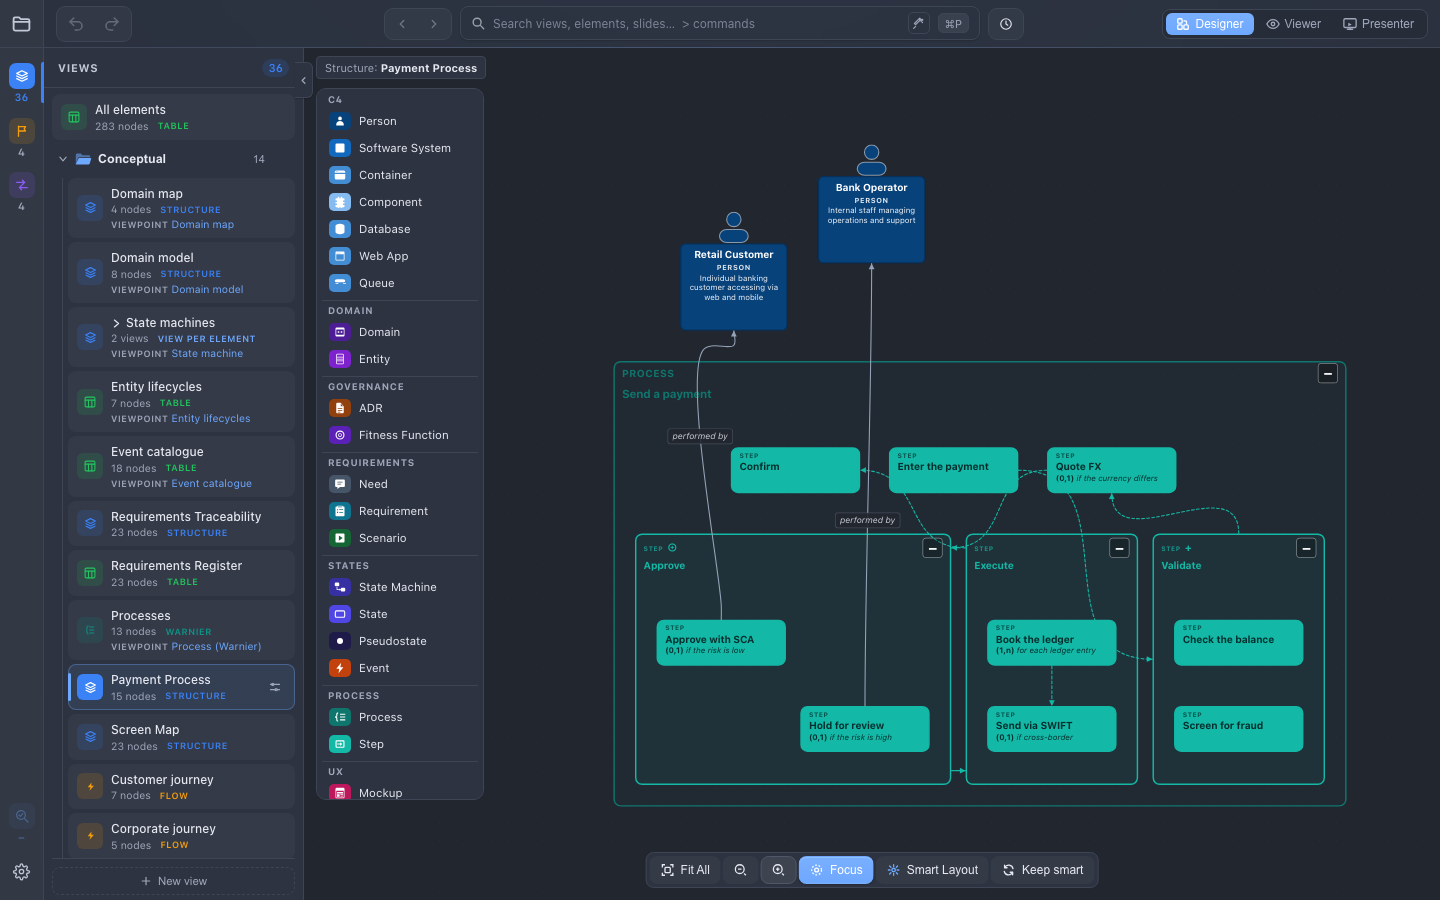 Search views, elements, slides... > commands
⌘P
Designer
Viewer
Presenter
36
4
4
VIEWS
36
All elements
283 nodes TABLE
Conceptual 14
Domain map
4 nodes STRUCTURE
VIEWPOINT Domain map
Domain model
8 nodes STRUCTURE
VIEWPOINT Domain model
State machines
2 views VIEW PER ELEMENT
VIEWPOINT State machine
Entity lifecycles
7 nodes TABLE
VIEWPOINT Entity lifecycles
Event catalogue
18 nodes TABLE
VIEWPOINT Event catalogue
Requirements Traceability
23 nodes STRUCTURE
Requirements Register
23 nodes TABLE
Processes
13 nodes WARNIER
VIEWPOINT Process (Warnier)
Payment Process
15 nodes STRUCTURE
Screen Map
23 nodes STRUCTURE
Customer journey
7 nodes FLOW
Corporate journey
5 nodes FLOW
New view
Structure: Payment Process
C4
Person
Software System
Container
Component
Database
Web App
Queue
DOMAIN
Domain
Entity
GOVERNANCE
ADR
Fitness Function
REQUIREMENTS
Need
Requirement
Scenario
STATES
State Machine
State
Pseudostate
Event
PROCESS
Process
Step
UX
Mockup
Bank Operator
PERSON
Internal staff managing
operations and support
Retail Customer
PERSON
Individual banking
customer accessing via
web and mobile
PROCESS
Send a payment
performed by
performed by
STEP
Confirm
STEP
Enter the payment
STEP
Quote FX
(0,1) if the currency differs
STEP
Approve
STEP
Execute
STEP
Validate
STEP
Approve with SCA
(0,1) if the risk is low
STEP
Hold for review
(0,1) if the risk is high
STEP
Book the ledger
(1,n) for each ledger entry
STEP
Send via SWIFT
(0,1) if cross-border
STEP
Check the balance
STEP
Screen for fraud
Fit All
Focus
Smart Layout
Keep smart